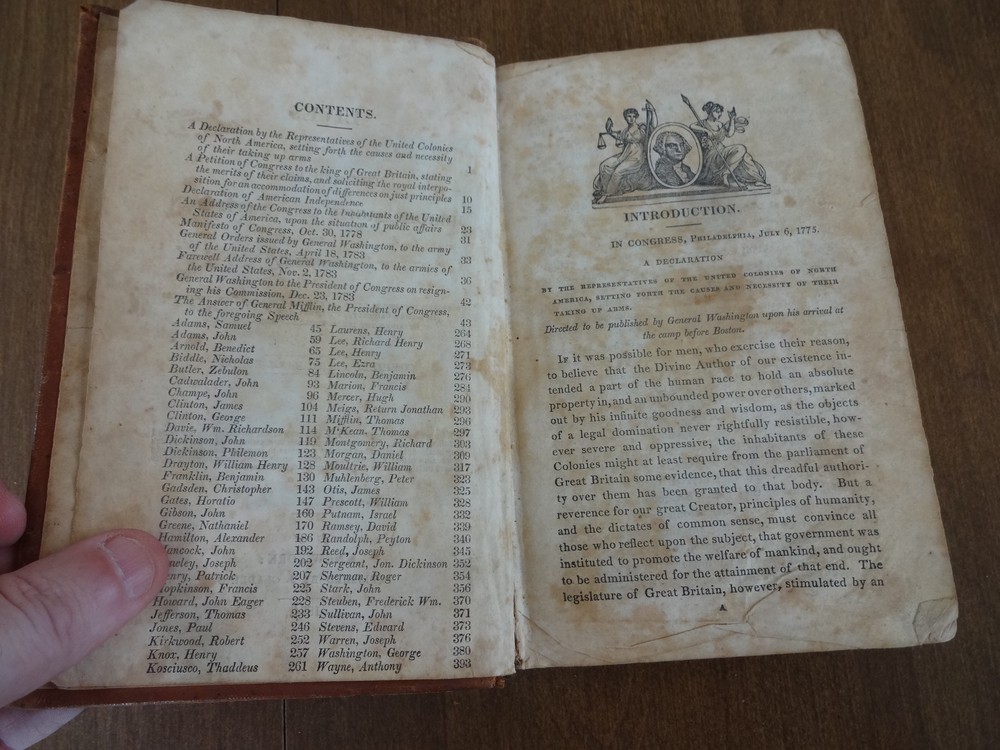 CONTENTS.
A Declaration by the Representatives of the United Colonies
of North America, setting forth the causes and necessity
of their taking up arms 1
A Petition of Congress to the king of Great Britain, stating
the merits of their claims, and soliciting the royal interpo-
sition for an accommodation of differences on just principles 10
Declaration of American Independence 15
An Address of the Congress to the Inhabitants of the United
States of America, upon the situation of public affairs 23
Manifesto of Congress, Oct. 30, 1778 31
General Orders issued by General Washington, to the army
of the United States, April 18, 1783 33
Farewell Address of General Washington, to the armies of
the United States, Nov. 2, 1783 36
General Washington to the President of Congress on resign-
ing his Commission, Dec. 23, 1783 42
The Answer of General Mifflin, the President of Congress,
to the foregoing Speech 43
Adams, Samuel 45 Laurens, Henry 264
Adams, John 59 Lee, Richard Henry 268
Arnold, Benedict 65 Lee, Henry 271
Biddle, Nicholas 75 Lee, Ezra 273
Butler, Zebulon 84 Lincoln, Benjamin 276
Cadwalader, John 93 Marion, Francis 284
Champe, John 96 Mercer, Hugh 290
Clinton, James 104 Meigs, Return Jonathan 293
Clinton, George 111 Mifflin, Thomas 296
Davie, Wm. Richardson 114 M'Kean, Thomas 297
Dickinson, John 119 Montgomery, Richard 303
Dickinson, Philemon 123 Morgan, Daniel 309
Drayton, William Henry 128 Moultrie, William 317
Franklin, Benjamin 130 Muhlenberg, Peter 323
Gadsden, Christopher 143 Otis, James 325
Gates, Horatio 147 Prescott, William 328
Gibson, John 160 Putnam, Israel 332
Greene, Nathaniel 170 Ramsey, David 339
Hamilton, Alexander 186 Randolph, Peyton 340
ancock, John 192 Reed, Joseph 345
wley, Joseph 202 Sergeant, Jon. Dickinson 352
nry, Patrick 207 Sherman, Roger 354
opkinson, Francis 225 Stark, John 356
Howard, John Eager 228 Steuben, Frederick Wm. 370
Jefferson, Thomas 233 Sullivan, John 371
Jones, Paul 246 Stevens, Edward 373
Kirkwood, Robert 252 Warren, Joseph 376
Knox, Henry 257 Washington, George 380
Kosciusco, Thaddeus 261 Wayne, Anthony 393
INTRODUCTION.
IN CONGRESS, PHILADELPHIA, JULY 6, 1775.
A DECLARATION
BY THE REPRESENTATIVES OF THE UNITED COLONIES OF NORTH
AMERICA, SETTING FORTH THE CAUSES AND NECESSITY OF THEIR
TAKING UP ARMS.
Directed to be published by General Washington upon his arrival at
the camp before Boston.
IF it was possible for men, who exercise their reason,
to believe that the Divine Author of our existence in-
tended a part of the human race to hold an absolute
property in, and an unbounded power over others, marked
out by his infinite goodness and wisdom, as the objects
of a legal domination never rightfully resistible, how-
ever severe and oppressive, the inhabitants of these
Colonies might at least require from the parliament of
Great Britain some evidence, that this dreadful authori-
ty over them has been granted to that body. But a
reverence for our great Creator, principles of humanity,
and the dictates of common sense, must convince all
those who reflect upon the subject, that government was
instituted to promote the welfare of mankind, and ought
to be administered for the attainment of that end. The
legislature of Great Britain, however, stimulated by an
A